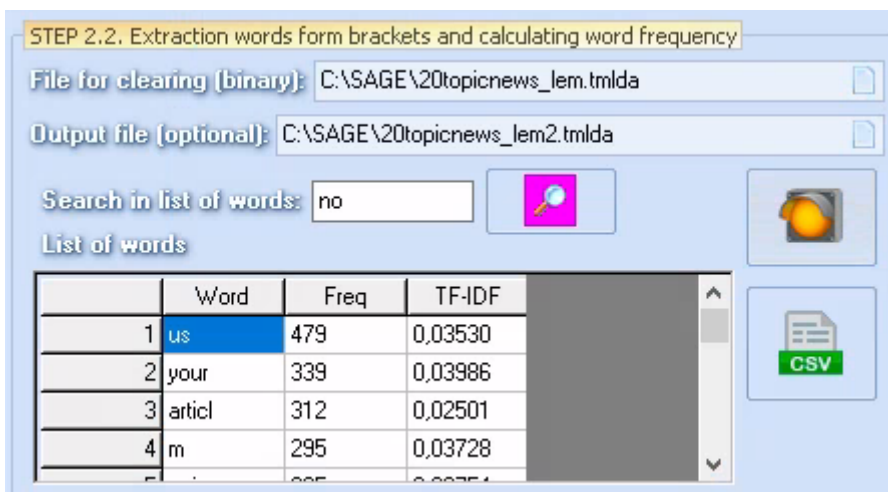 STEP 2.2. Extraction words form brackets and calculating word frequency
File for clearing (binary): C:\SAGE\20topicnews_lem.tmlda
Output file (optional): C:\SAGE\20topicnews_lem2.tmlda
Search in list of words: no
List of words
Word Freq TF-IDF
1 us 479 0,03530
2 your 339 0,03986
3 articl 312 0,02501
4 m 295 0,03728
CSV